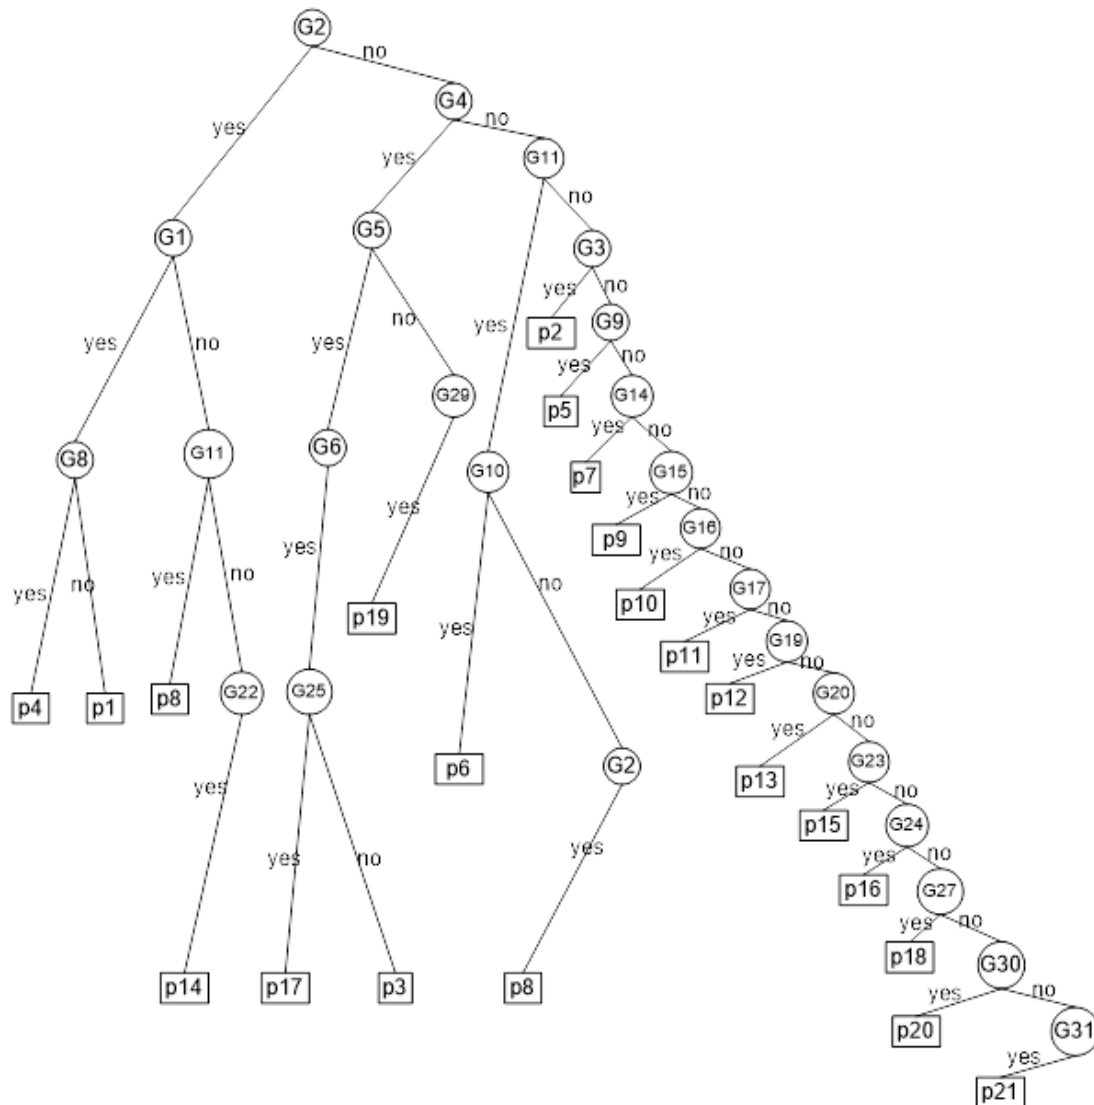 G2
no
G4
no
yes
yes
G11
no
G5
G1
G3
yes
no
G9
p2
yes
no
yes
no
yes
yes
no
G29
G14
p5
yes
no
G6
G11
G8
G10
G15
p7
yes
no
yes
G16
p9
yes
no
yes
no
yes
no
yes
no
G17
p10
yes
no
p19
yes
G19
p11
yes
no
G22
G25
G20
p4
p1
p8
p12
yes
no
p6
G2
G23
p13
yes
yes
no
G24
p15
yes
no
yes
no
yes
G27
p16
yes
no
p18
G30
p14
p17
p3
p8
yes
no
p20
G31
yes
p21